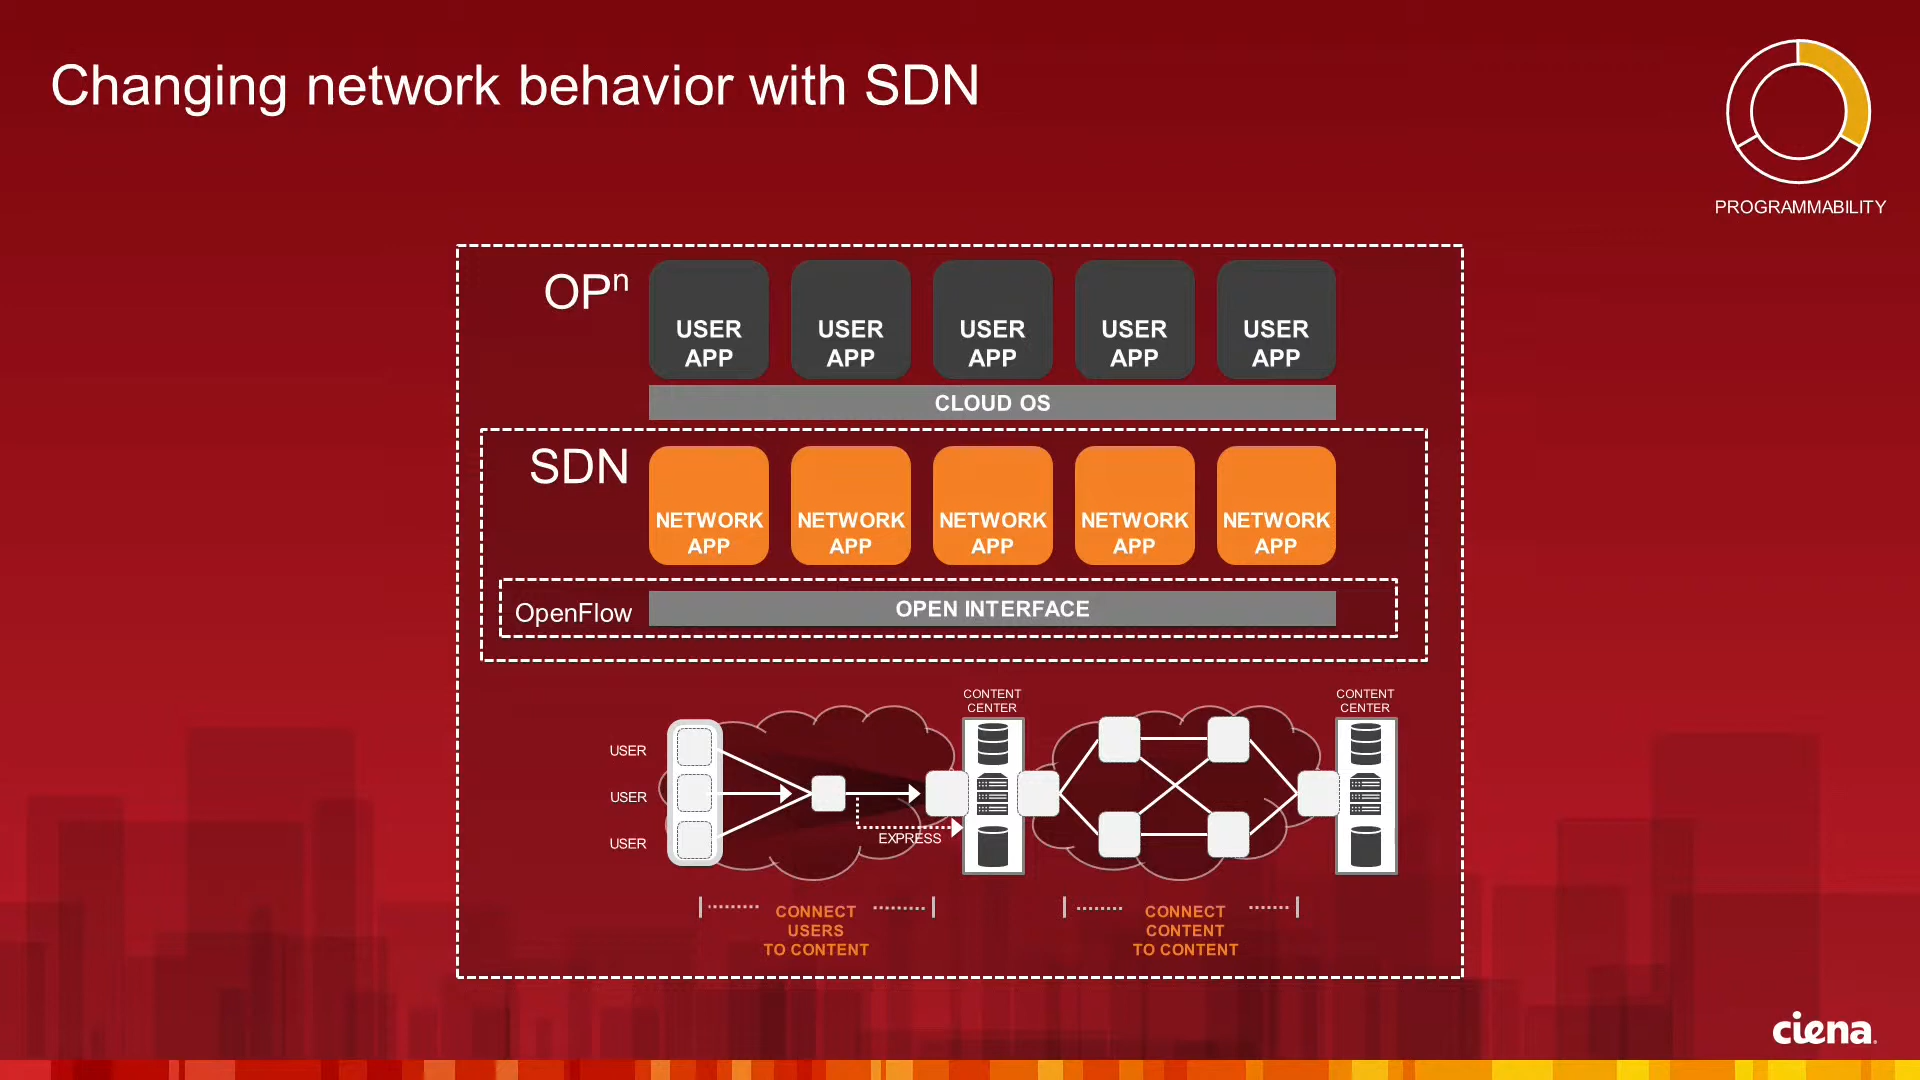 Changing network behavior with SDN
PROGRAMMABILITY
OPn
USER APP
USER APP
USER APP
USER APP
USER APP
CLOUD OS
SDN
NETWORK APP
NETWORK APP
NETWORK APP
NETWORK APP
NETWORK APP
OpenFlow
OPEN INTERFACE
CONTENT
CENTER
CONTENT
CENTER
USER
USER
USER
EXPRESS
CONNECT
USERS
TO CONTENT
CONNECT
CONTENT
TO CONTENT
ciena